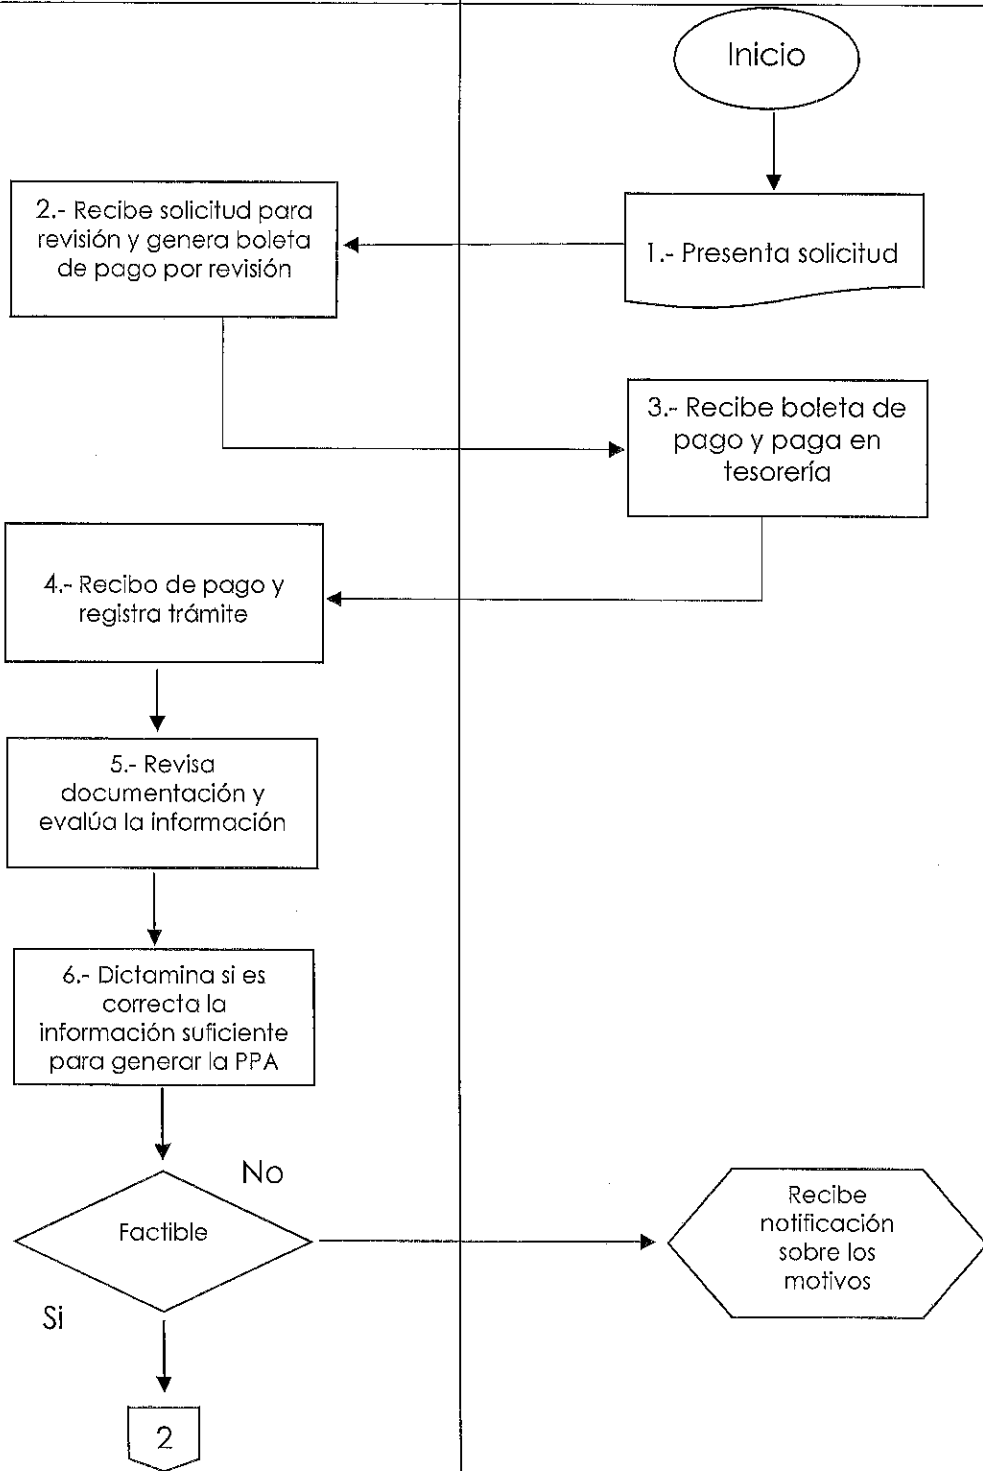 Inicio
1.- Presenta solicitud
2.- Recibe solicitud para
revisión y genera boleta
de pago por revisión
3.- Recibe boleta de
pago y paga en
tesorería
4.- Recibo de pago y
registra trámite
5.- Revisa
documentación y
evalúa la información
6.- Dictamina si es
correcta la
información suficiente
para generar la PPA
No
Factible
Recibe
notificación
sobre los
motivos
Si
2